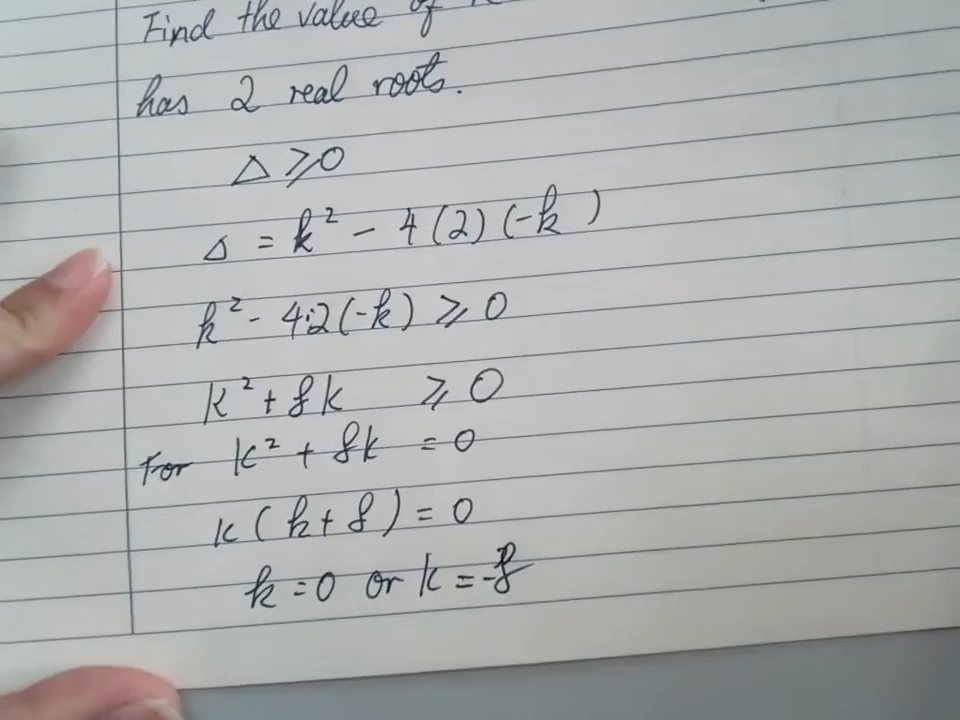 Find the value of
has 2 real roots.
△ ⩾ 0
△ = k² - 4(2)(-k)
k² - 4·2(-k) ⩾ 0
k² + 8k ⩾ 0
For k² + 8k = 0
k(k+8) = 0
k = 0 or k = -8